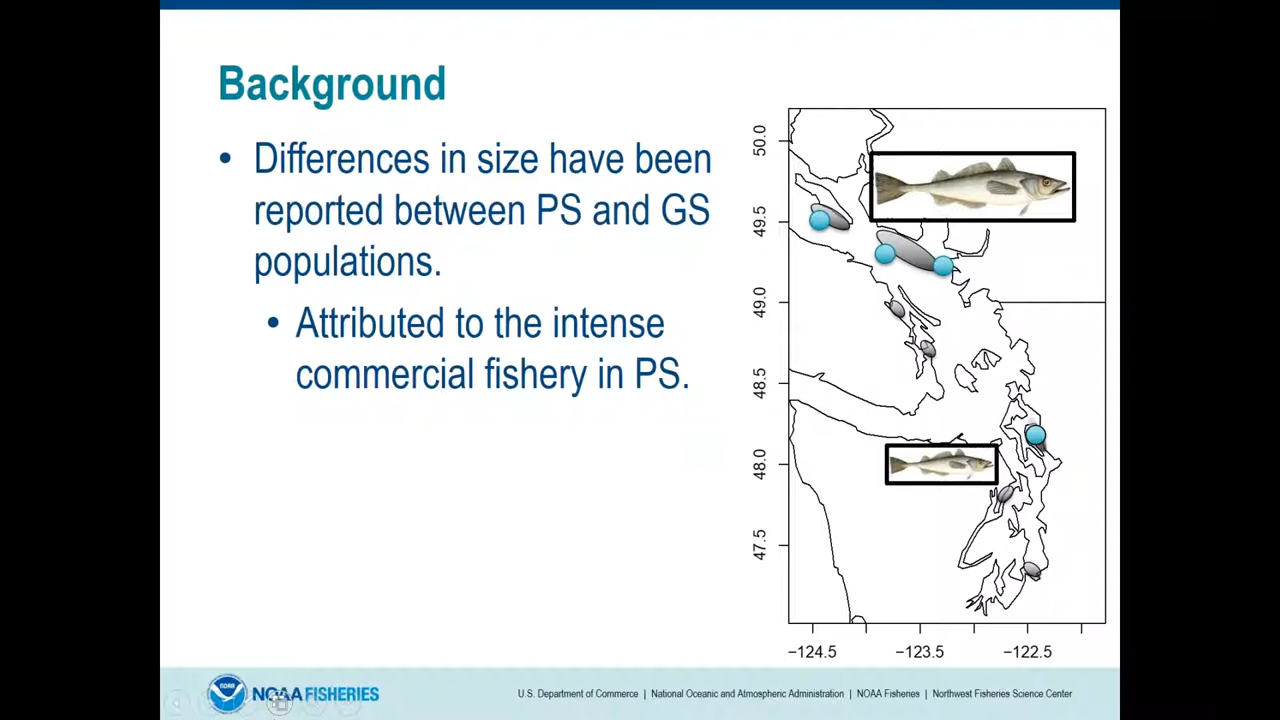 Background
• Differences in size have been
reported between PS and GS
populations.
• Attributed to the intense
commercial fishery in PS.
50.0
49.5
49.0
48.5
48.0
47.5
−124.5
−123.5
−122.5
NOAA
NOAA FISHERIES
U.S. Department of Commerce | National Oceanic and Atmospheric Administration | NOAA Fisheries | Northwest Fisheries Science Center